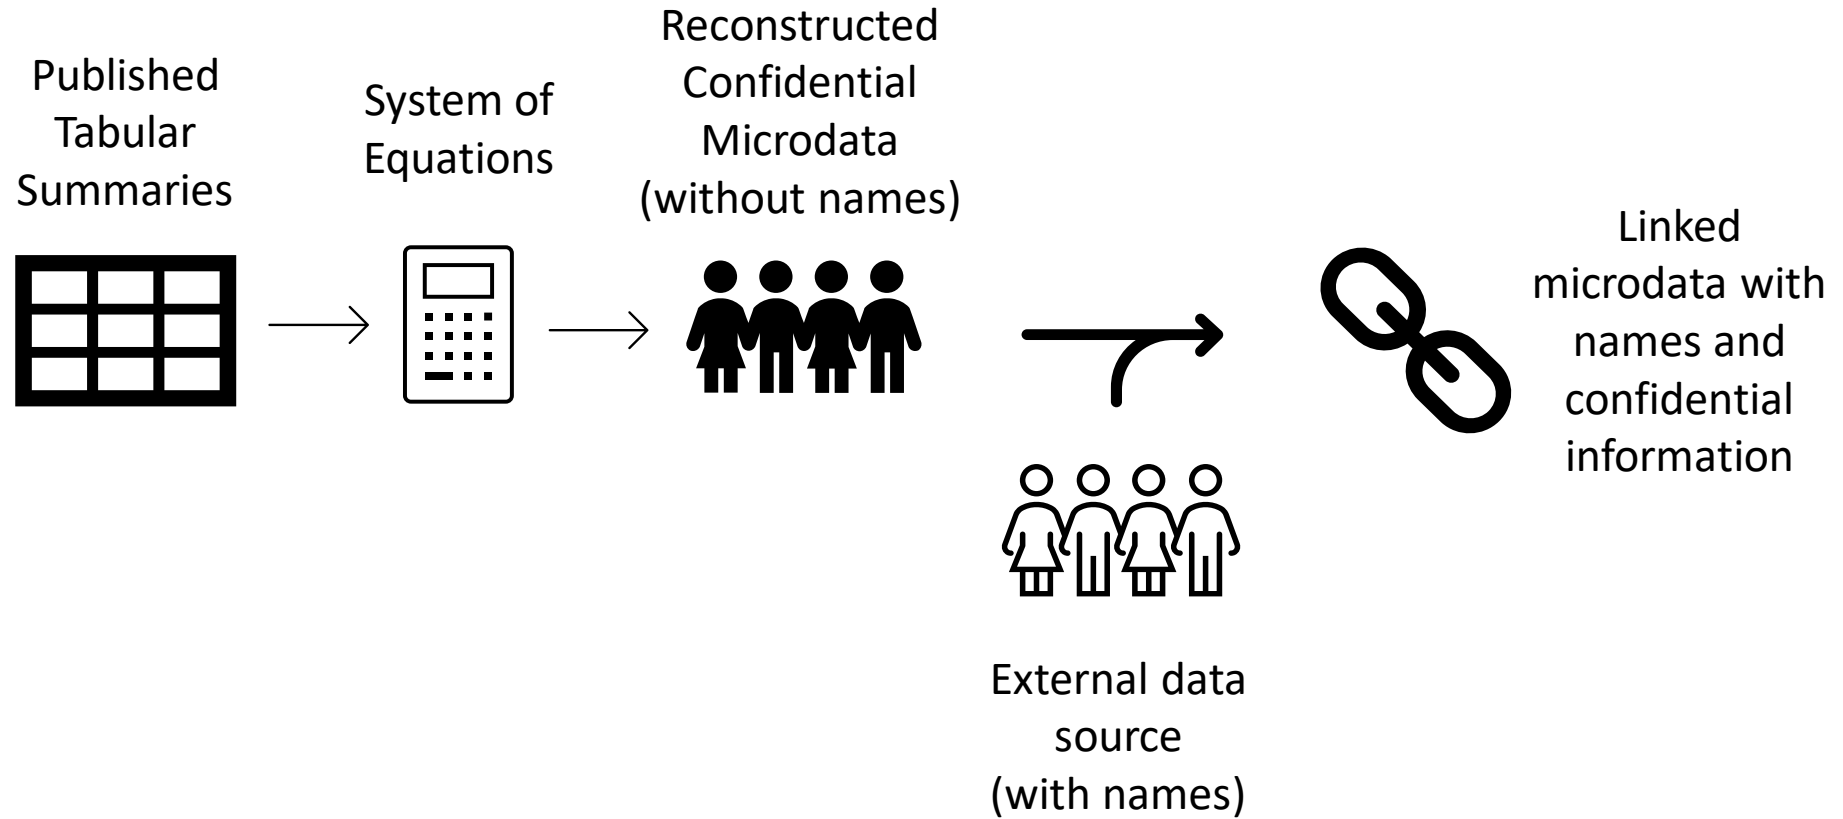 Published
Tabular
Summaries
System of
Equations
Reconstructed
Confidential
Microdata
(without names)
Linked
microdata with
names and
confidential
information
External data
source
(with names)